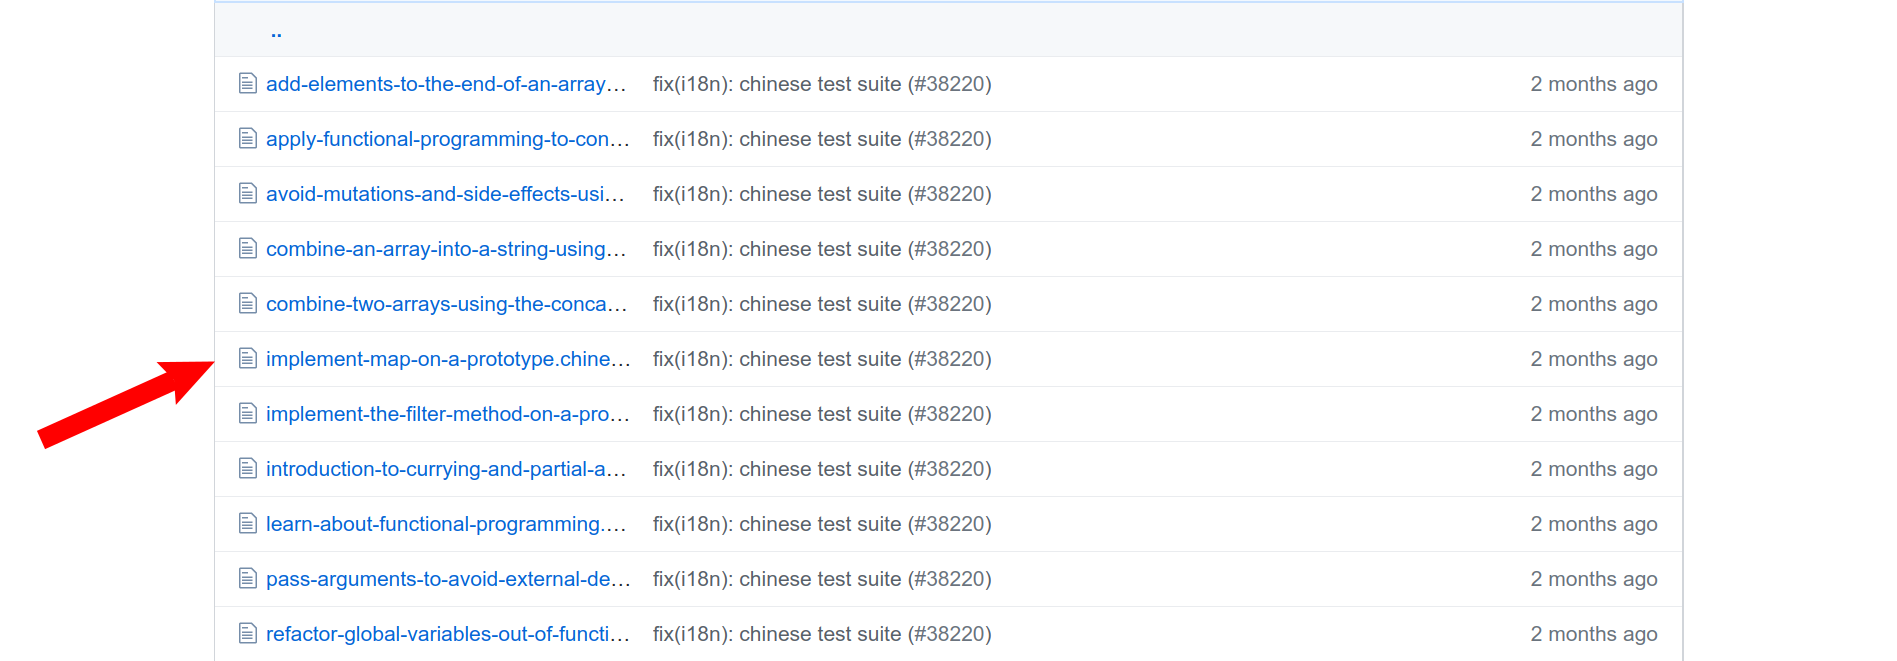 ..
add-elements-to-the-end-of-an-array… fix(i18n): chinese test suite (#38220) 2 months ago
apply-functional-programming-to-con… fix(i18n): chinese test suite (#38220) 2 months ago
avoid-mutations-and-side-effects-usi… fix(i18n): chinese test suite (#38220) 2 months ago
combine-an-array-into-a-string-using… fix(i18n): chinese test suite (#38220) 2 months ago
combine-two-arrays-using-the-conca… fix(i18n): chinese test suite (#38220) 2 months ago
implement-map-on-a-prototype.chine… fix(i18n): chinese test suite (#38220) 2 months ago
implement-the-filter-method-on-a-pro… fix(i18n): chinese test suite (#38220) 2 months ago
introduction-to-currying-and-partial-a… fix(i18n): chinese test suite (#38220) 2 months ago
learn-about-functional-programming.… fix(i18n): chinese test suite (#38220) 2 months ago
pass-arguments-to-avoid-external-de… fix(i18n): chinese test suite (#38220) 2 months ago
refactor-global-variables-out-of-functi… fix(i18n): chinese test suite (#38220) 2 months ago